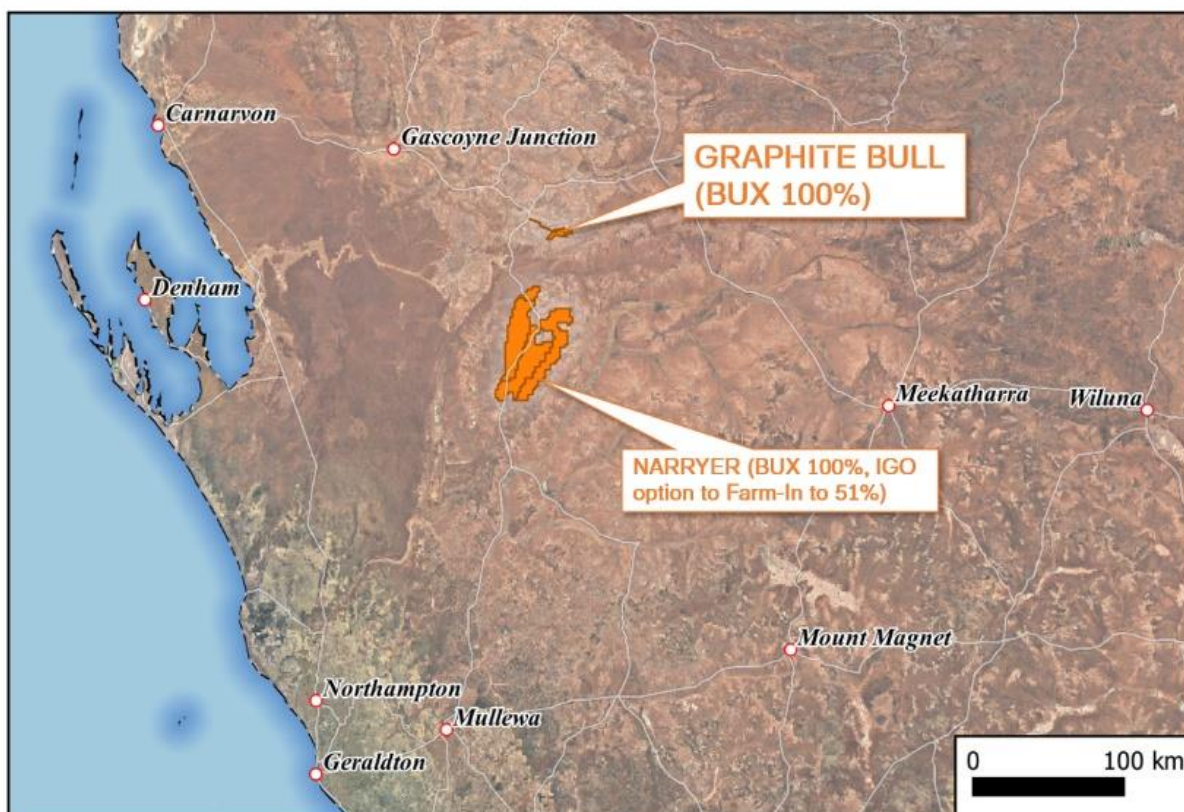 Carnarvon
Gascoyne Junction
GRAPHITE BULL
(BUX 100%)
Denham
Meekatharra
Wiluna
NARRYER (BUX 100%, IGO
option to Farm-In to 51%)
Mount Magnet
Northampton
Mullewa
Geraldton
0 100 km